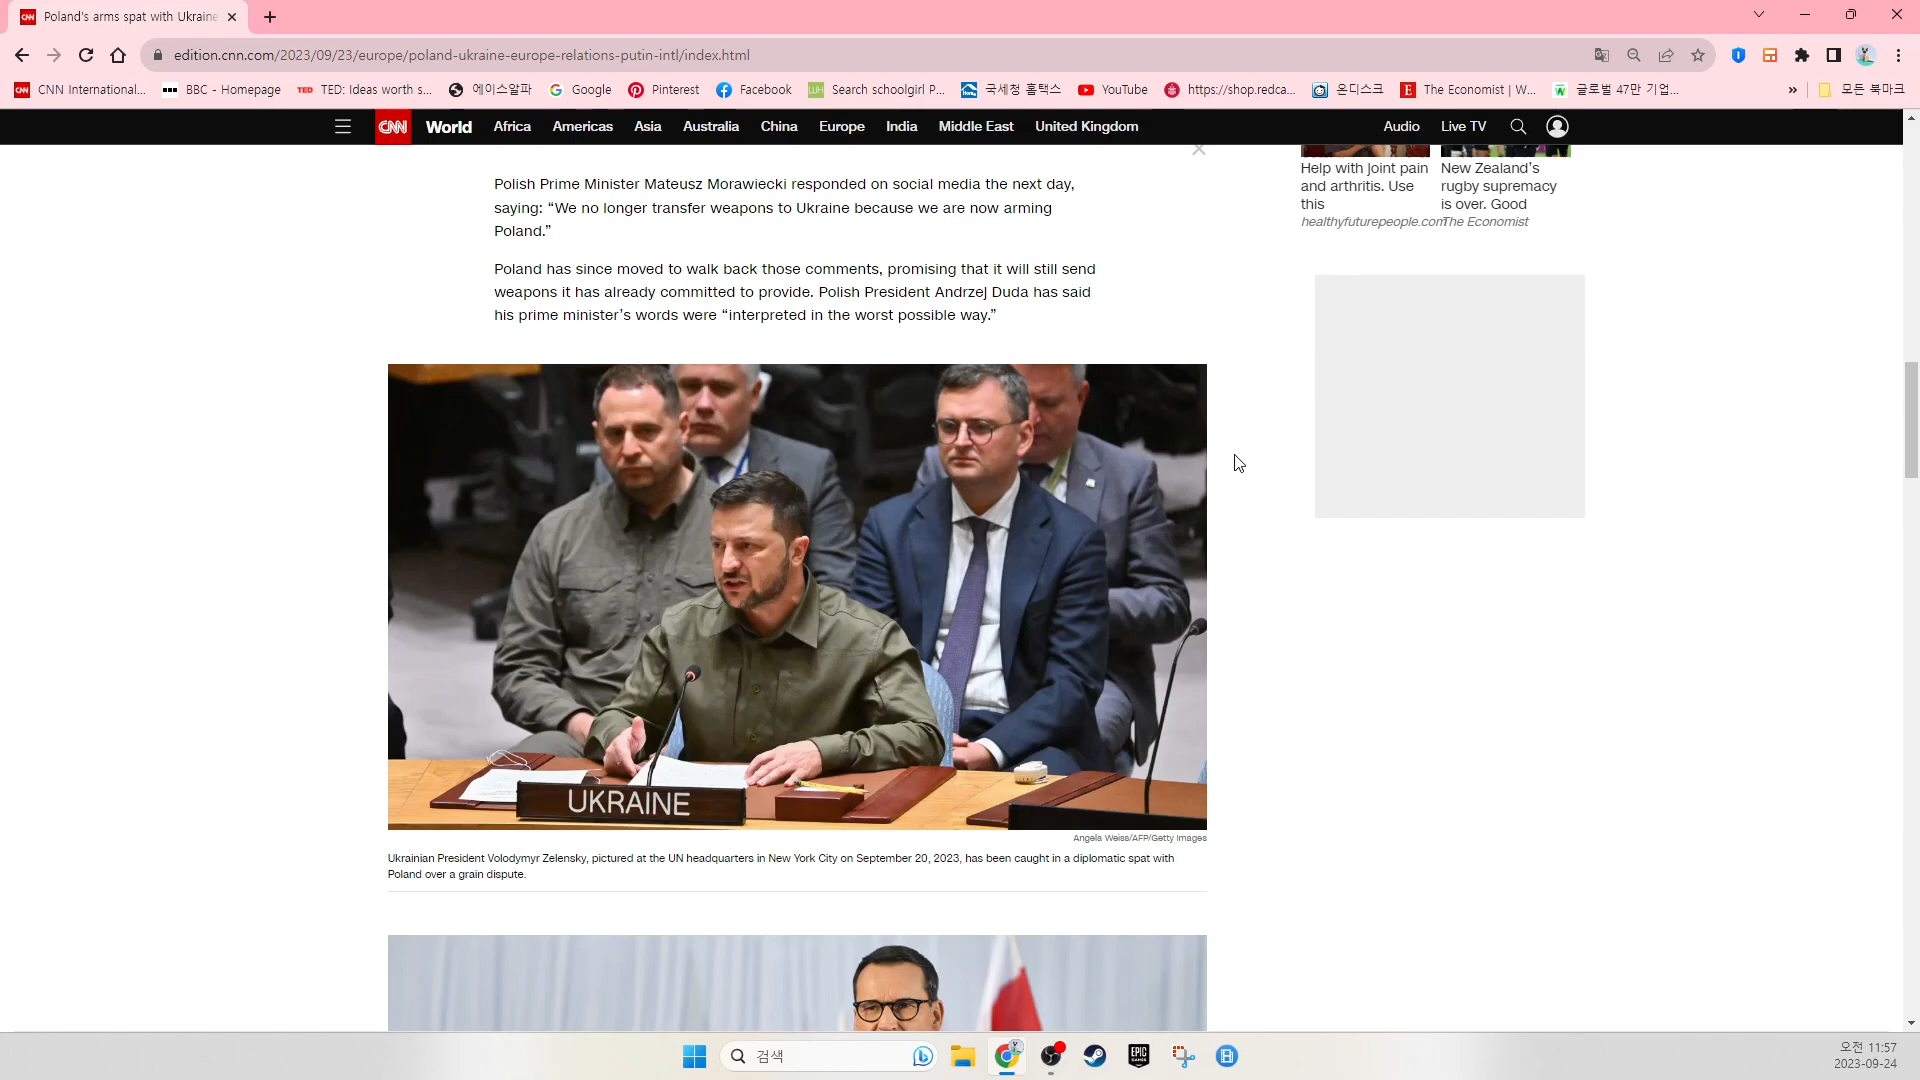 Poland's arms spat with Ukraine
edition.cnn.com/2023/09/23/europe/poland-ukraine-europe-relations-putin-intl/index.html
CNN International... BBC - Homepage TED: Ideas worth s... 에이스알파 Google Pinterest Facebook Search schoolgirl P... 국세청 홈택스 YouTube https://shop.redca... 온디스크 The Economist | W... 글로벌 47만 기업... » 모든 북마크
CNN World Africa Americas Asia Australia China Europe India Middle East United Kingdom Audio Live TV
Polish Prime Minister Mateusz Morawiecki responded on social media the next day,
saying: “We no longer transfer weapons to Ukraine because we are now arming
Poland.”
Poland has since moved to walk back those comments, promising that it will still send
weapons it has already committed to provide. Polish President Andrzej Duda has said
his prime minister’s words were “interpreted in the worst possible way.”
UKRAINE
Angela Weiss/AFP/Getty Images
Ukrainian President Volodymyr Zelensky, pictured at the UN headquarters in New York City on September 20, 2023, has been caught in a diplomatic spat with
Poland over a grain dispute.
Help with joint pain
and arthritis. Use
this
healthyfuturepeople.com
New Zealand’s
rugby supremacy
is over. Good
The Economist
검색
EPIC GAMES
오전 11:57
2023-09-24